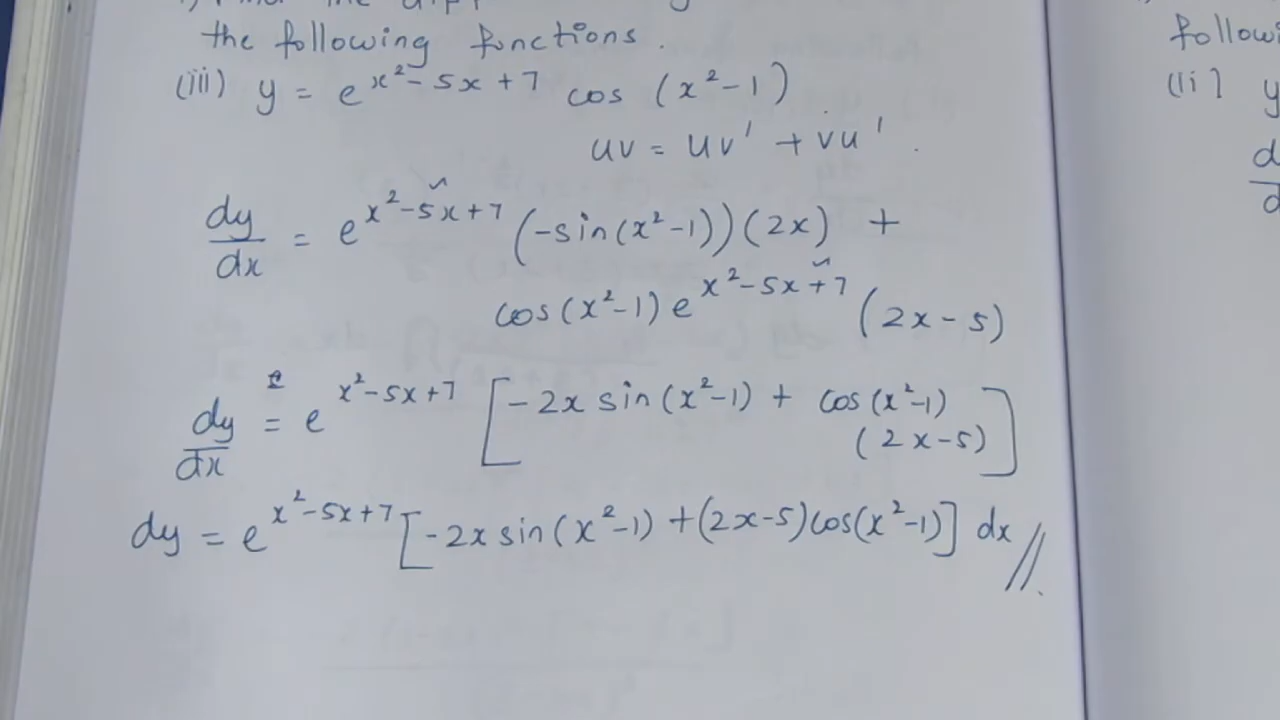 the
the following functions.
(iii) y = e^{x²-5x+7} cos (x²-1)
uv = uv' + vu'.
dy/dx = e^{x²-5x+7} (-sin(x²-1))(2x) +
cos(x²-1) e^{x²-5x+7} (2x-5)
dy/dx = e^{x²-5x+7} [-2x sin(x²-1) + cos(x²-1)
(2x-5)]
dy = e^{x²-5x+7} [-2x sin(x²-1) + (2x-5)cos(x²-1)] dx //.
(ii) y
d/d